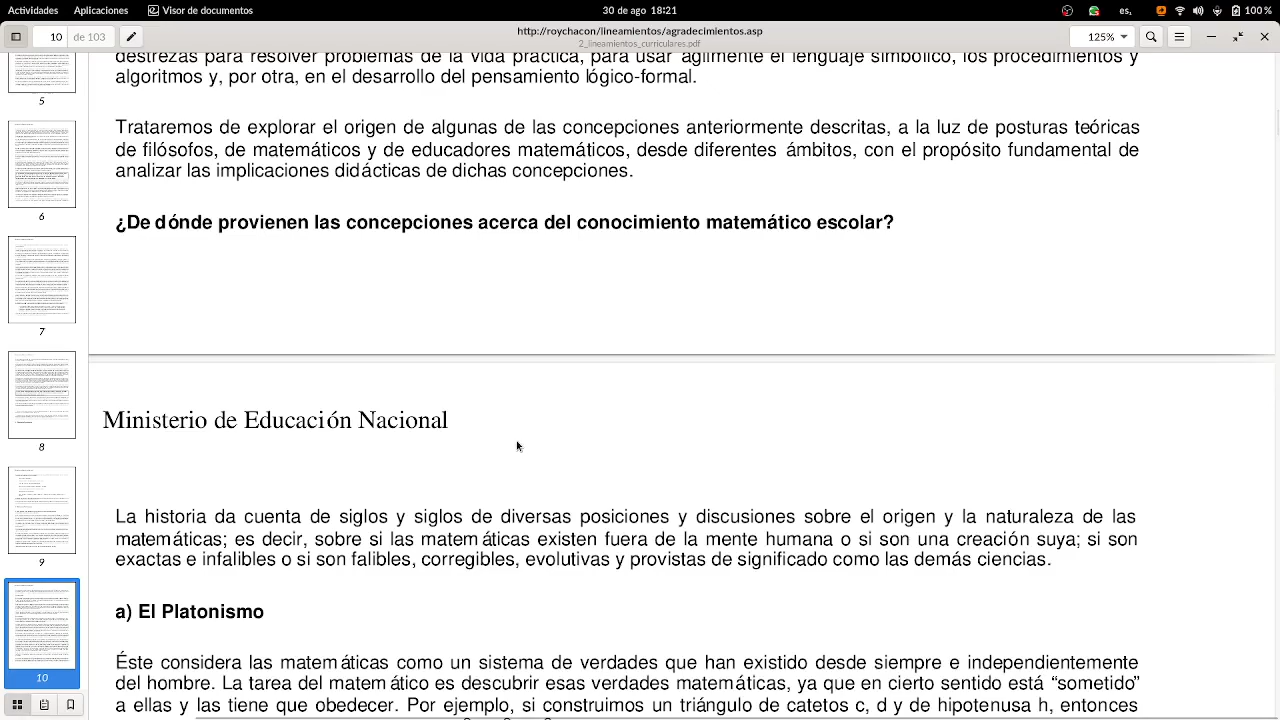 Actividades Aplicaciones Visor de documentos 30 de ago 18:21 es, 100 %
10 de 103 http://roychacon/lineamientos/agradecimientos.asp 125%
2_lineamientos_curriculares.pdf
destrezas para resolver problemas de la vida práctica, para usar ágilmente el lenguaje simbólico, los procedimientos y
algoritmos y, por otra, en el desarrollo del pensamiento lógico-formal.
Trataremos de explorar el origen de algunas de las concepciones anteriormente descritas, a la luz de posturas teóricas
de filósofos, de matemáticos y de educadores matemáticos, desde diferentes ámbitos, con el propósito fundamental de
analizar las implicaciones didácticas de dichas concepciones.
¿De dónde provienen las concepciones acerca del conocimiento matemático escolar?
Ministerio de Educación Nacional
La historia da cuenta de siglos y siglos de diversas posiciones y discusiones sobre el origen y la naturaleza de las
matemáticas; es decir, sobre si las matemáticas existen fuera de la mente humana o si son una creación suya; si son
exactas e infalibles o si son falibles, corregibles, evolutivas y provistas de significado como las demás ciencias.
a) El Platonismo
Éste considera las matemáticas como un sistema de verdades que han existido desde siempre e independientemente
del hombre. La tarea del matemático es descubrir esas verdades matemáticas, ya que en cierto sentido está “sometido”
a ellas y las tiene que obedecer. Por ejemplo, si construimos un triángulo de catetos c, d y de hipotenusa h, entonces
5
6
7
8
9
10